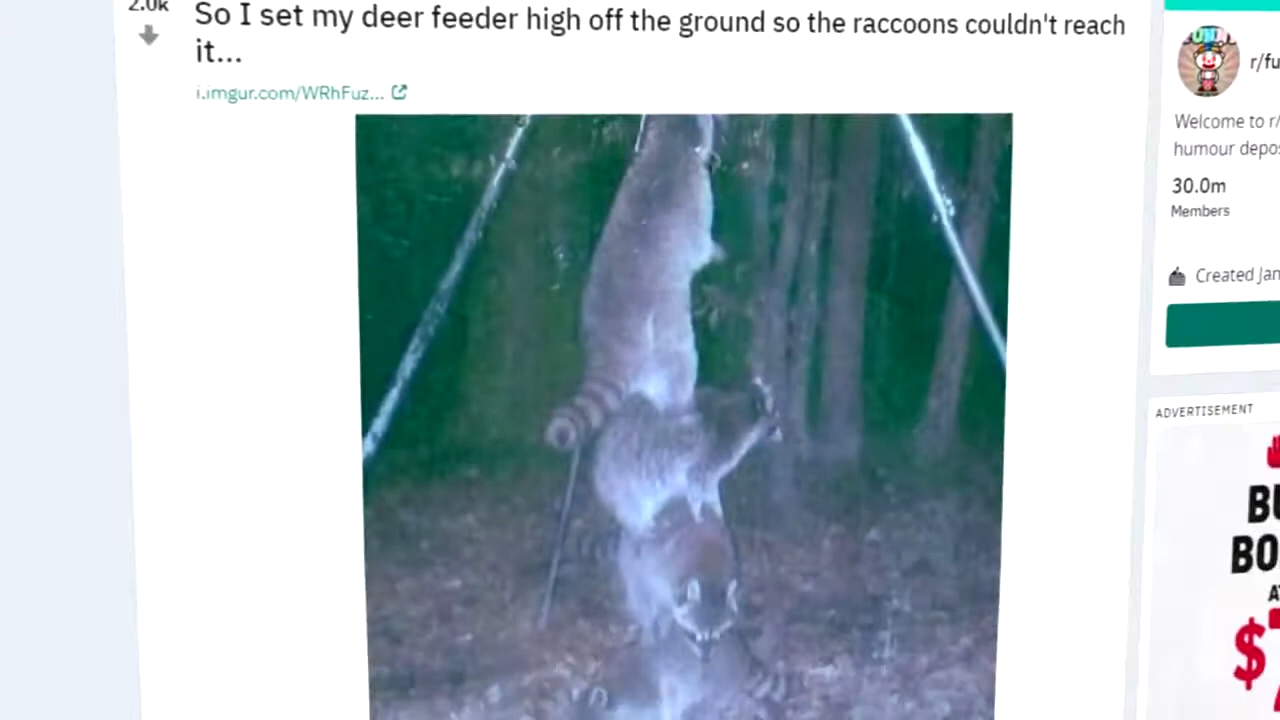 2.0k
So I set my deer feeder high off the ground so the raccoons couldn't reach
it...
i.imgur.com/WRhFuz...
r/fu
Welcome to r/
humour depos
30.0m
Members
Created Jan
ADVERTISEMENT
BU
BO
A
$